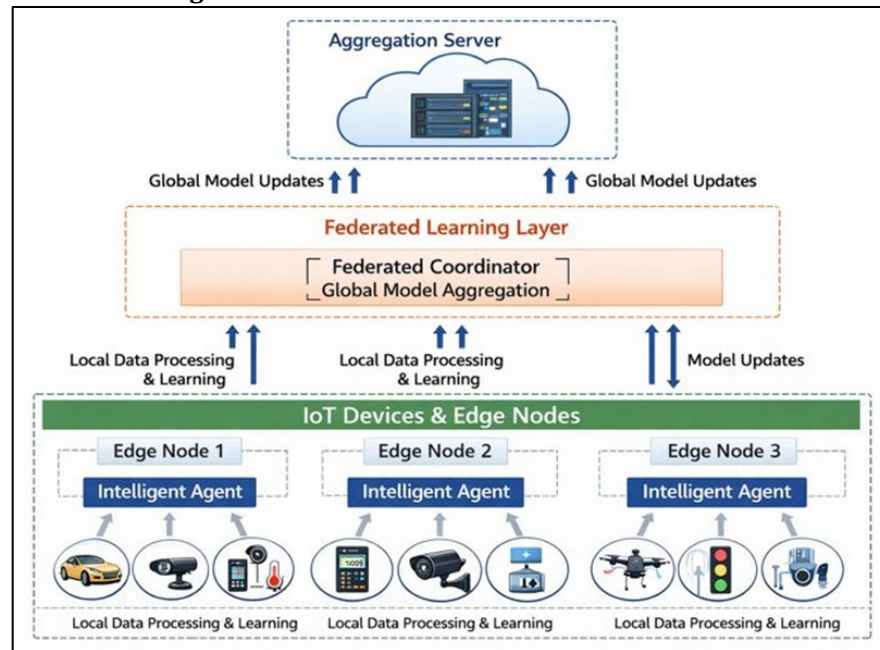 Aggregation Server
Global Model Updates
Global Model Updates
Federated Learning Layer
Federated Coordinator
Global Model Aggregation
Local Data Processing
& Learning
Local Data Processing
& Learning
Model Updates
IoT Devices & Edge Nodes
Edge Node 1
Edge Node 2
Edge Node 3
Intelligent Agent
Intelligent Agent
Intelligent Agent
Local Data Processing & Learning
Local Data Processing & Learning
Local Data Processing & Learning